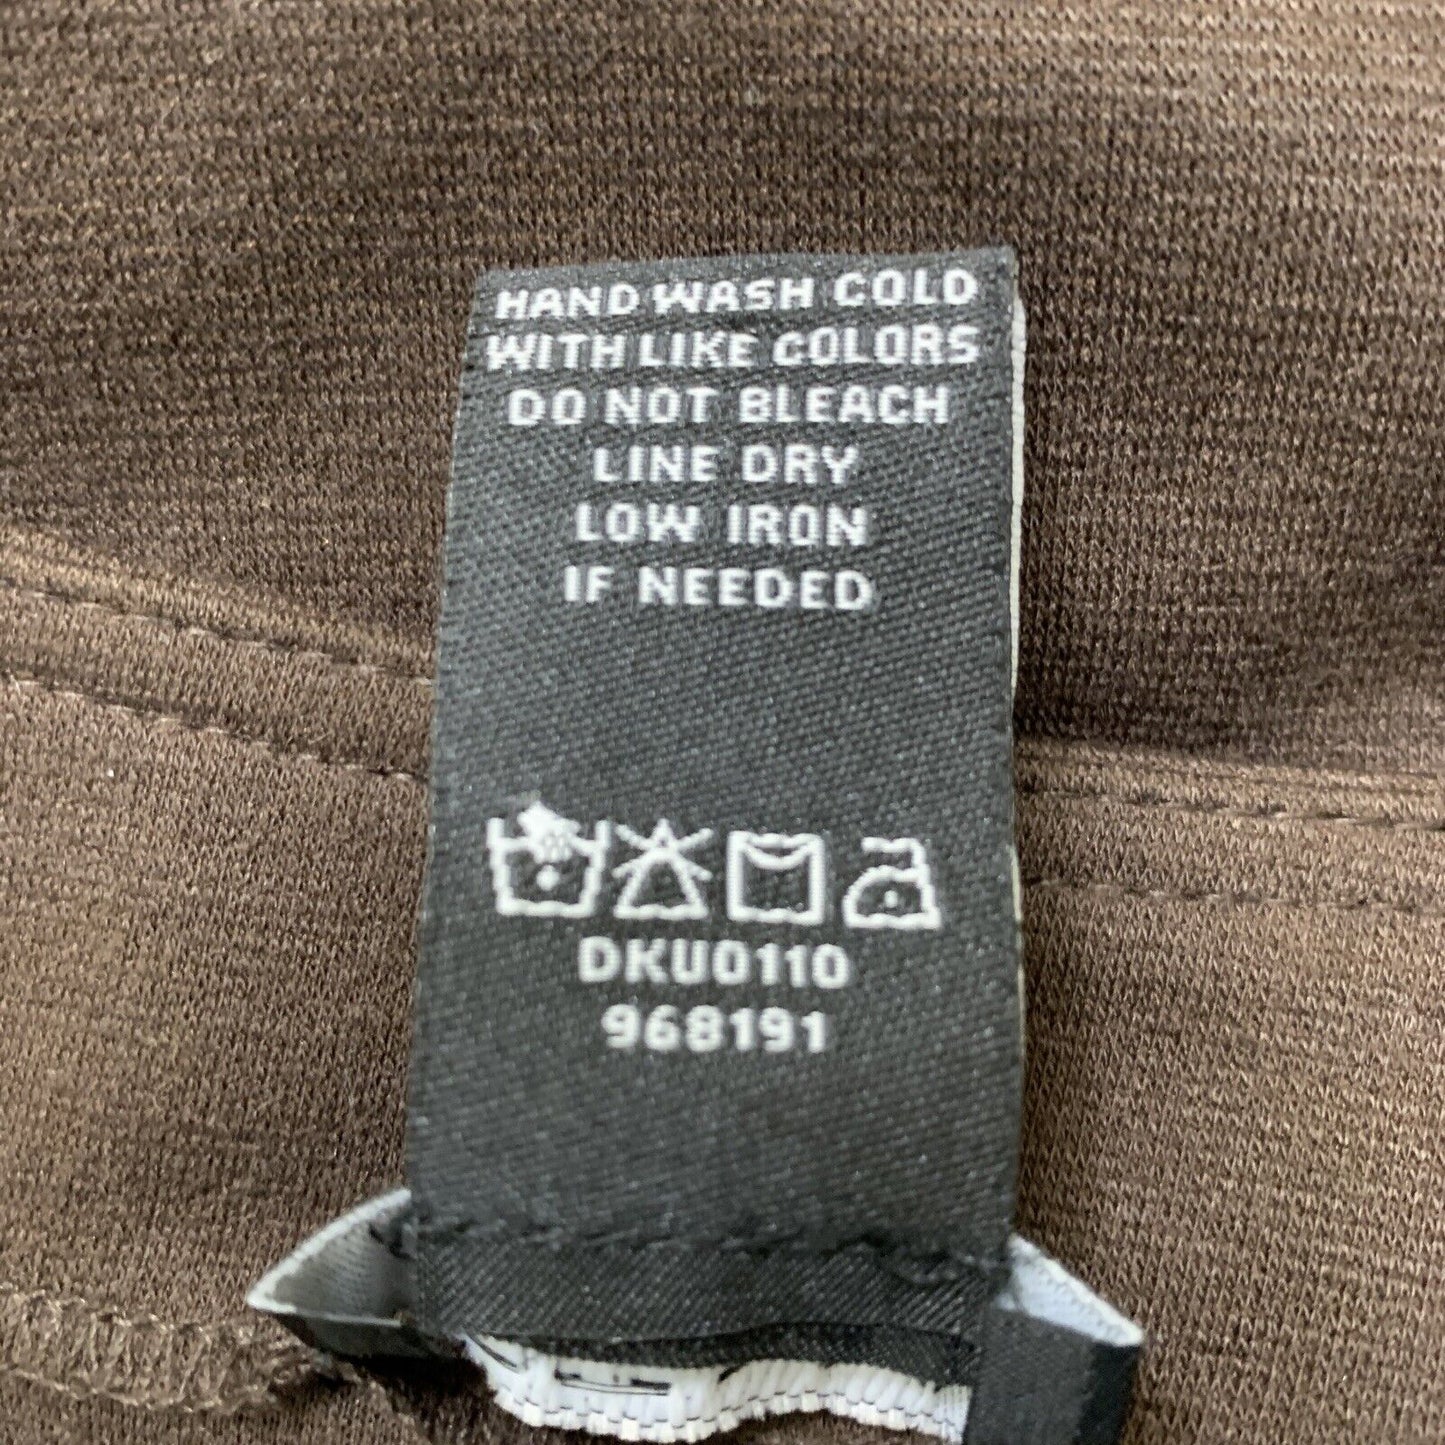 HAND WASH COLD
WITH LIKE COLORS
DO NOT BLEACH
LINE DRY
LOW IRON
IF NEEDED
DKU0110
968191